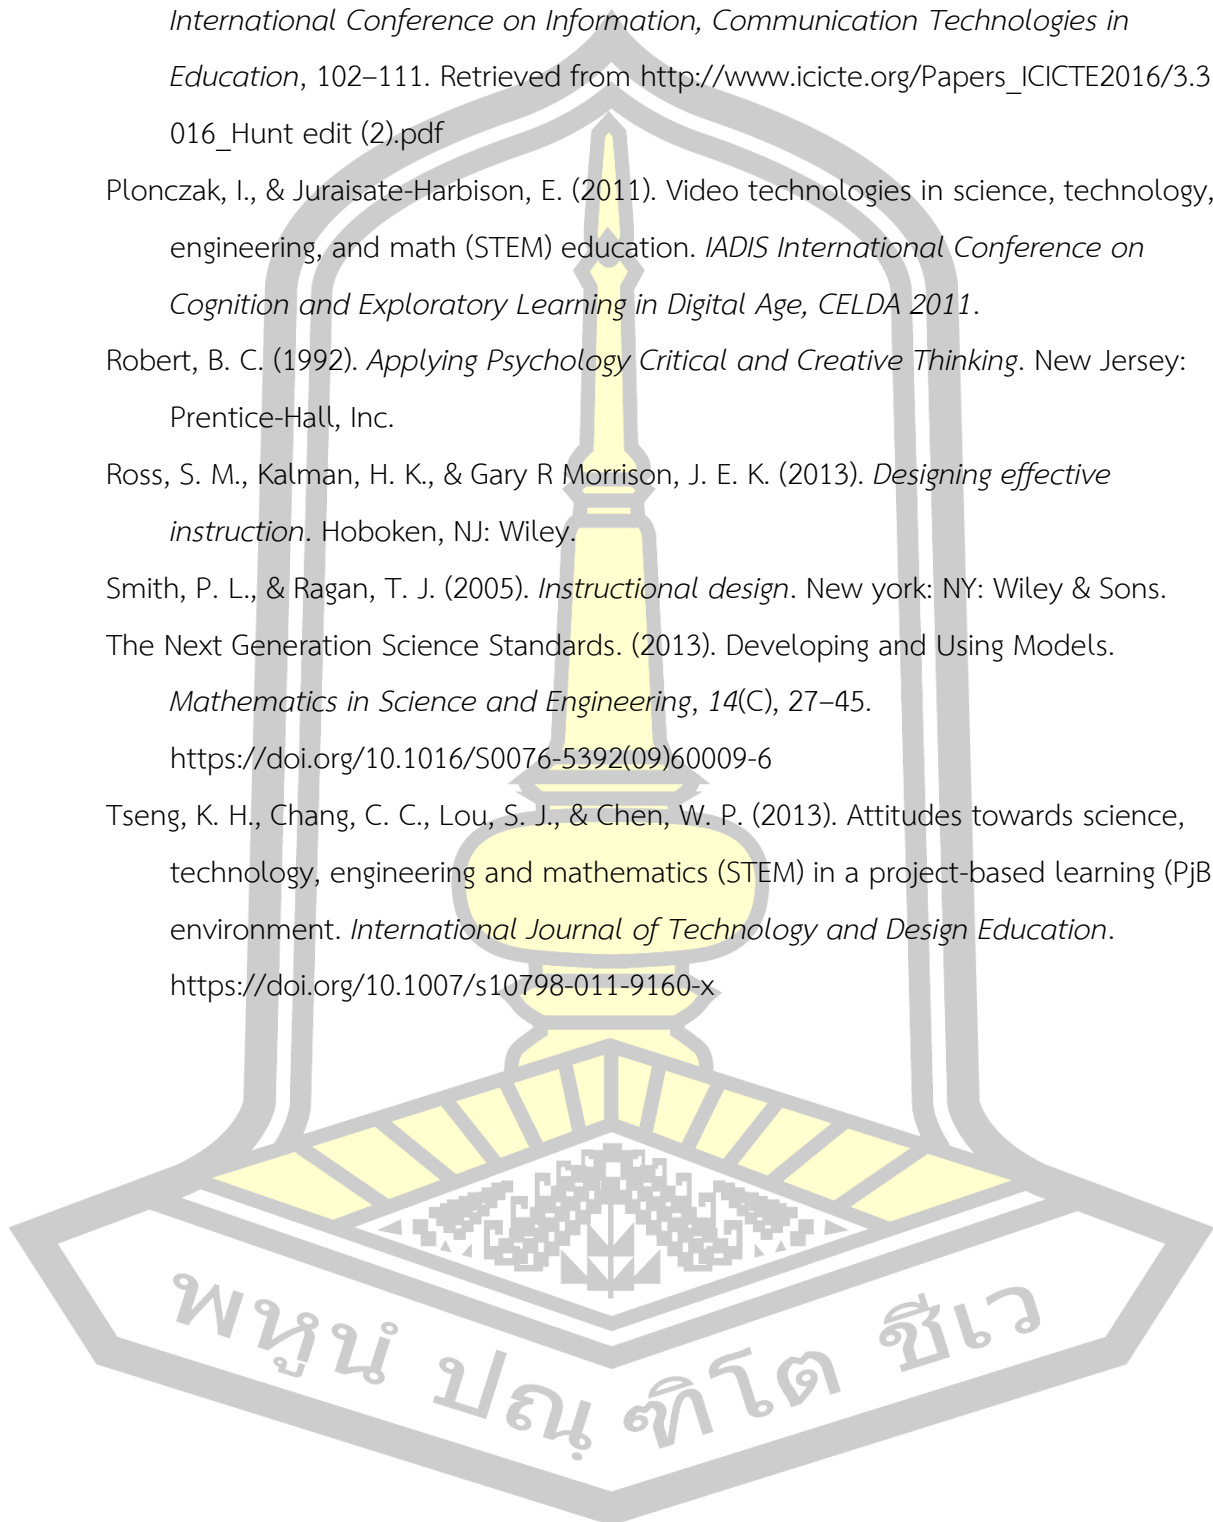 International Conference on Information, Communication Technologies in
Education, 102–111. Retrieved from http://www.icicte.org/Papers_ICICTE2016/3.3
016_Hunt edit (2).pdf
Plonczak, I., & Juraisate-Harbison, E. (2011). Video technologies in science, technology,
engineering, and math (STEM) education. IADIS International Conference on
Cognition and Exploratory Learning in Digital Age, CELDA 2011.
Robert, B. C. (1992). Applying Psychology Critical and Creative Thinking. New Jersey:
Prentice-Hall, Inc.
Ross, S. M., Kalman, H. K., & Gary R Morrison, J. E. K. (2013). Designing effective
instruction. Hoboken, NJ: Wiley.
Smith, P. L., & Ragan, T. J. (2005). Instructional design. New york: NY: Wiley & Sons.
The Next Generation Science Standards. (2013). Developing and Using Models.
Mathematics in Science and Engineering, 14(C), 27–45.
https://doi.org/10.1016/S0076-5392(09)60009-6
Tseng, K. H., Chang, C. C., Lou, S. J., & Chen, W. P. (2013). Attitudes towards science,
technology, engineering and mathematics (STEM) in a project-based learning (PjB
environment. International Journal of Technology and Design Education.
https://doi.org/10.1007/s10798-011-9160-x
พหูนํ ปณฺ ฑิโต ชีเว